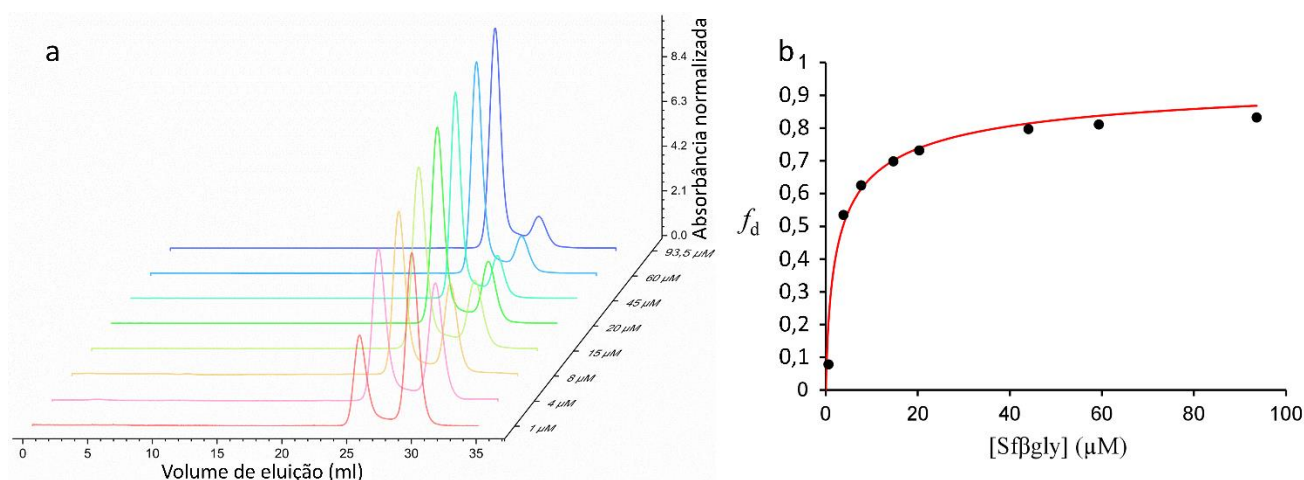 a
Absorbância normalizada
8.4
6.3
4.2
2.1
0.0
93,5 µM
60 µM
45 µM
20 µM
15 µM
8 µM
4 µM
1 µM
0 5 10 15 20 25 30 35
Volume de eluição (ml)
b
1
0,9
0,8
0,7
0,6
0,5
0,4
0,3
0,2
0,1
0
fd
0 20 40 60 80 100
[Sfβgly] (µM)